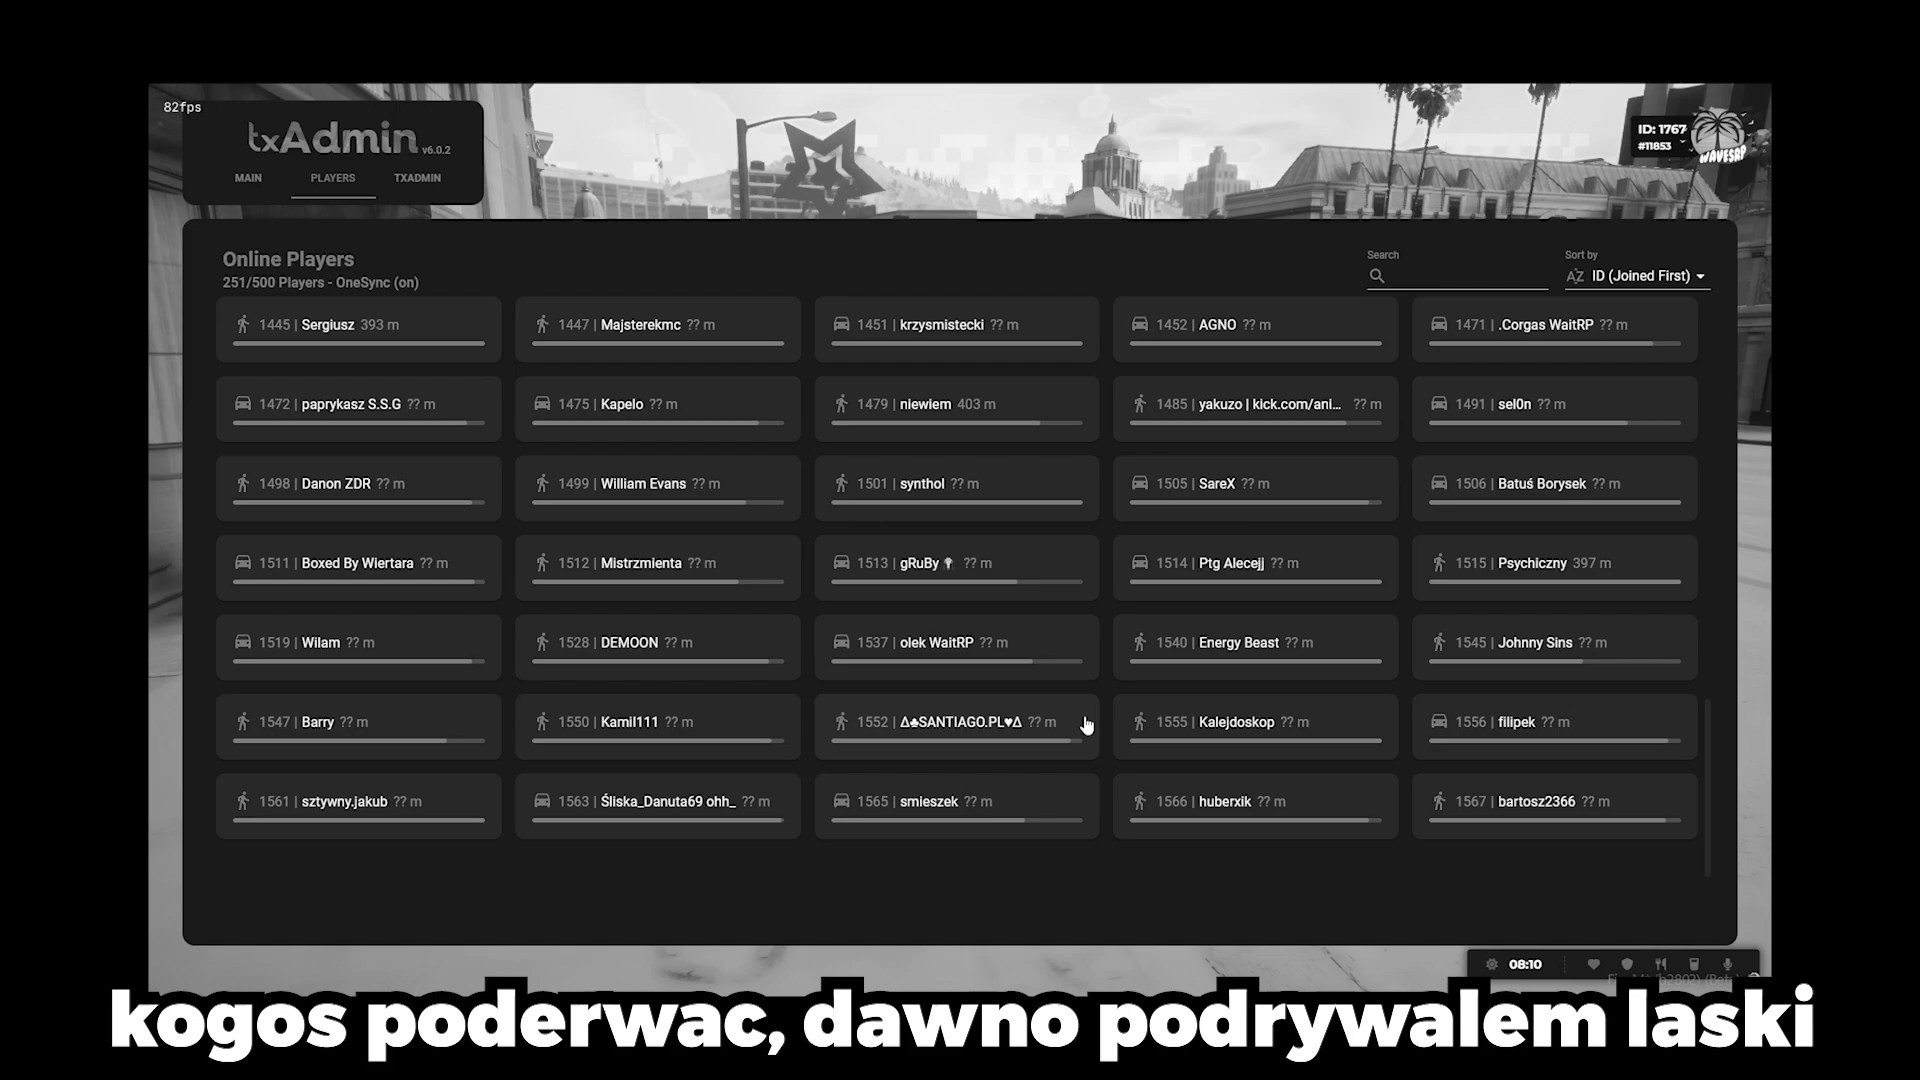 82fps
txAdmin v6.0.2
MAIN PLAYERS TXADMIN
ID: 1767
#11853
WAVESRP
Online Players
251/500 Players - OneSync (on)
Search
Sort by
ID (Joined First)
1445 | Sergiusz 393 m
1447 | Majsterekmc ?? m
1451 | krzysmistecki ?? m
1452 | AGNO ?? m
1471 | .Corgas WaitRP ?? m
1472 | paprykasz S.S.G ?? m
1475 | Kapelo ?? m
1479 | niewiem 403 m
1485 | yakuzo | kick.com/anl... ?? m
1491 | sel0n ?? m
1498 | Danon ZDR ?? m
1499 | William Evans ?? m
1501 | synthol ?? m
1505 | SareX ?? m
1506 | Batuś Borysek ?? m
1511 | Boxed By Wiertara ?? m
1512 | Mistrzmienta ?? m
1513 | gRuBy ?? m
1514 | Ptg Alecejj ?? m
1515 | Psychiczny 397 m
1519 | Wilam ?? m
1528 | DEMOON ?? m
1537 | olek WaitRP ?? m
1540 | Energy Beast ?? m
1545 | Johnny Sins ?? m
1547 | Barry ?? m
1550 | Kamil111 ?? m
1552 | Δ♣SANTIAGO.PL♥Δ ?? m
1555 | Kalejdoskop ?? m
1556 | filipek ?? m
1561 | sztywny.jakub ?? m
1563 | Śliska_Danuta69 ohh_ ?? m
1565 | smieszek ?? m
1566 | huberxik ?? m
1567 | bartosz2366 ?? m
08:10
kogos poderwac, dawno podrywalem laski